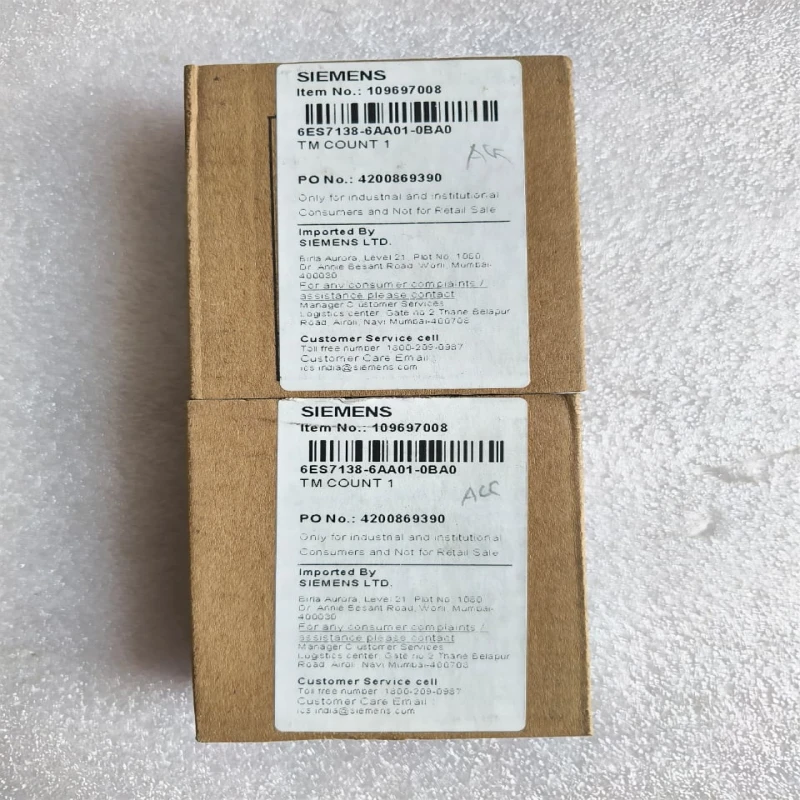 SIEMENS
Item No.: 109697008
6ES7138-6AA01-0BA0
TM COUNT 1
ACC
PO No.: 4200869390
Only for industrial and institutional
Consumers and Not for Retail Sale
Imported By
SIEMENS LTD.
Birla Aurora, Level 21, Plot No. 1080
Dr. Annie Besant Road, Worli, Mumbai-
400030
For any consumer complaints /
assistance please contact
Manager Customer Services
Logistics center, Gate no 2 Thane Belapur
Road, Airoli, Navi Mumbai-400708
Customer Service cell
Toll free number 1800-209-0987
Customer Care Email
ics.india@siemens.com
SIEMENS
Item No.: 109697008
6ES7138-6AA01-0BA0
TM COUNT 1
ACC
PO No.: 4200869390
Only for industrial and institutional
Consumers and Not for Retail Sale
Imported By
SIEMENS LTD.
Birla Aurora, Level 21, Plot No. 1080
Dr. Annie Besant Road, Worli, Mumbai-
400030
For any consumer complaints /
assistance please contact
Manager Customer Services
Logistics center, Gate no 2 Thane Belapur
Road, Airoli, Navi Mumbai-400708
Customer Service cell
Toll free number 1800-209-0987
Customer Care Email
ics.india@siemens.com